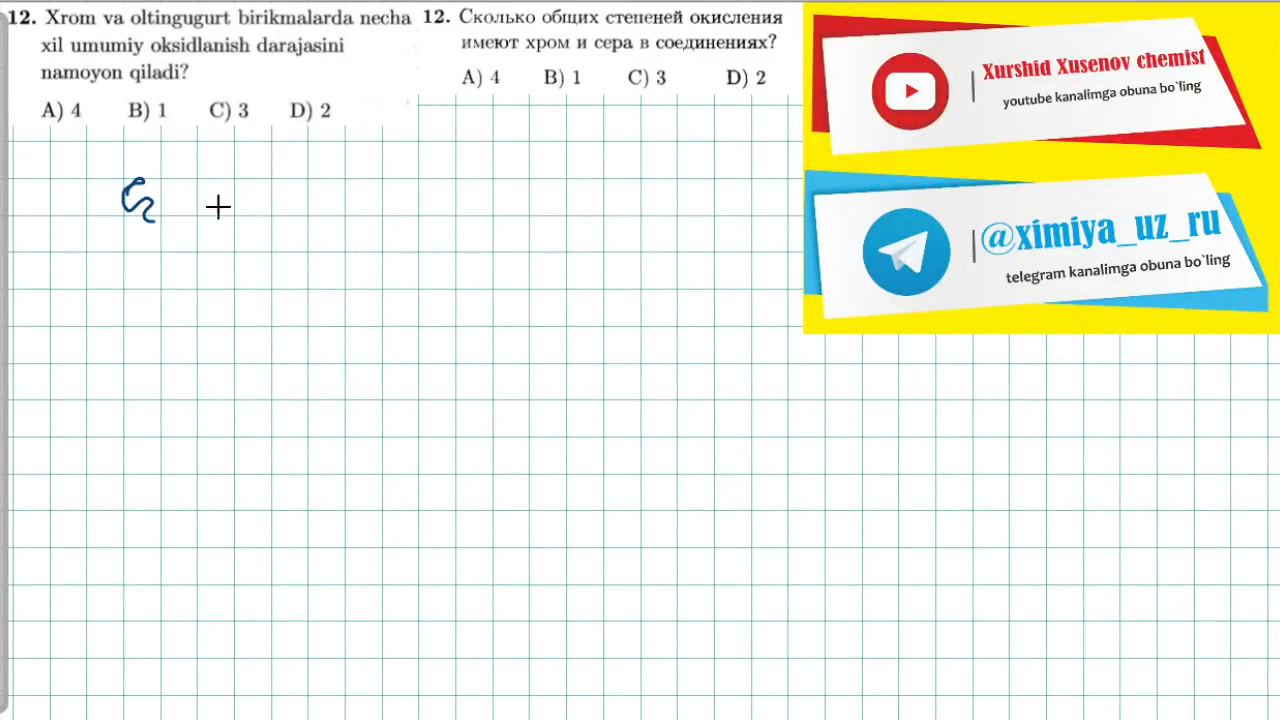 12. Xrom va oltingugurt birikmalarda necha
xil umumiy oksidlanish darajasini
namoyon qiladi?
A) 4 B) 1 C) 3 D) 2
12. Сколько общих степеней окисления
имеют хром и сера в соединениях?
A) 4 B) 1 C) 3 D) 2
Xurshid Xusenov chemist
youtube kanalimga obuna bo`ling
@ximiya_uz_ru
telegram kanalimga obuna bo`ling